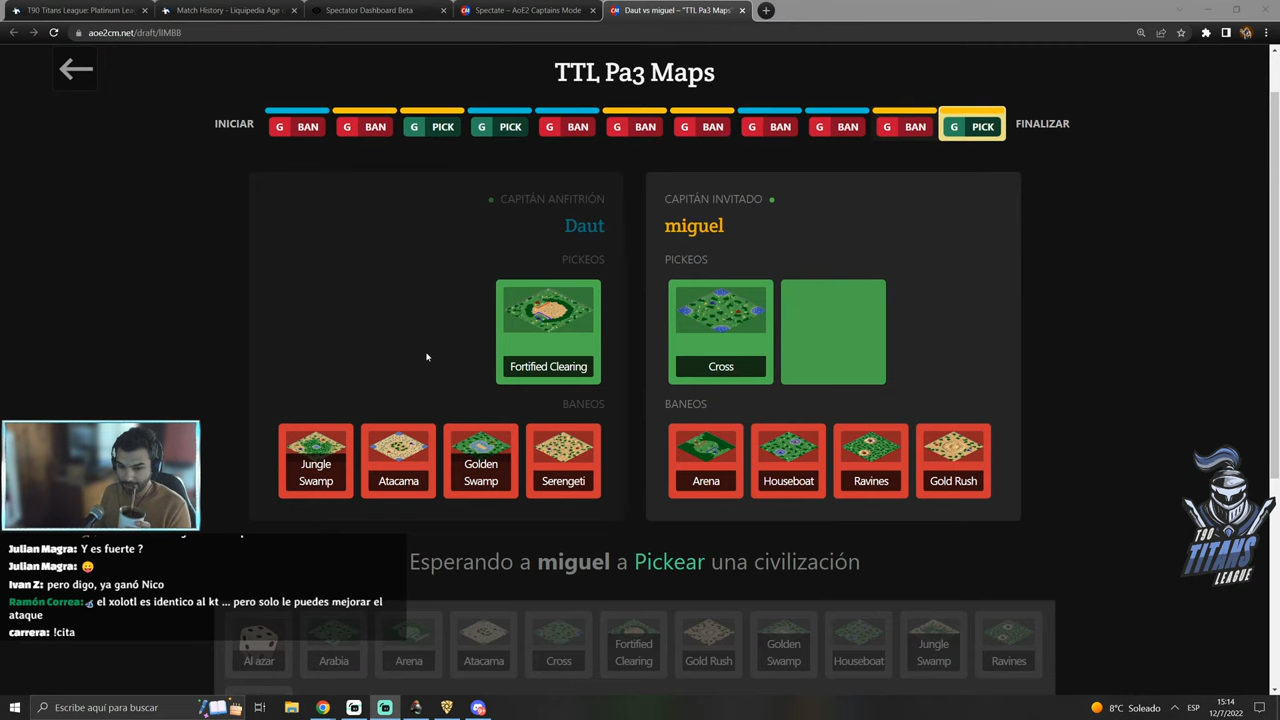 T90 Titans League: Platinum Lea
Match History - Liquipedia Age o
Spectator Dashboard Beta
Spectate – AoE2 Captains Mode
Daut vs miguel – "TTL Pa3 Maps"
aoe2cm.net/draft/IIMBB
TTL Pa3 Maps
INICIAR G BAN G BAN G PICK G PICK G BAN G BAN G BAN G BAN G BAN G BAN G PICK FINALIZAR
CAPITÁN ANFITRIÓN
Daut
PICKEOS
Fortified Clearing
BANEOS
Jungle Swamp
Atacama
Golden Swamp
Serengeti
CAPITÁN INVITADO
miguel
PICKEOS
Cross
BANEOS
Arena
Houseboat
Ravines
Gold Rush
T90
TITANS
LEAGUE
Julian Magra: Y es fuerte ?
Julian Magra:
Ivan Z: pero digo, ya ganó Nico
Ramón Correa: el xolotl es identico al kt ... pero solo le puedes mejorar el
ataque
carrera: !cita
Esperando a miguel a Pickear una civilización
Al azar
Arabia
Arena
Atacama
Cross
Fortified Clearing
Gold Rush
Golden Swamp
Houseboat
Jungle Swamp
Ravines
Escribe aquí para buscar
8°C Soleado
ESP
15:14
12/7/2022